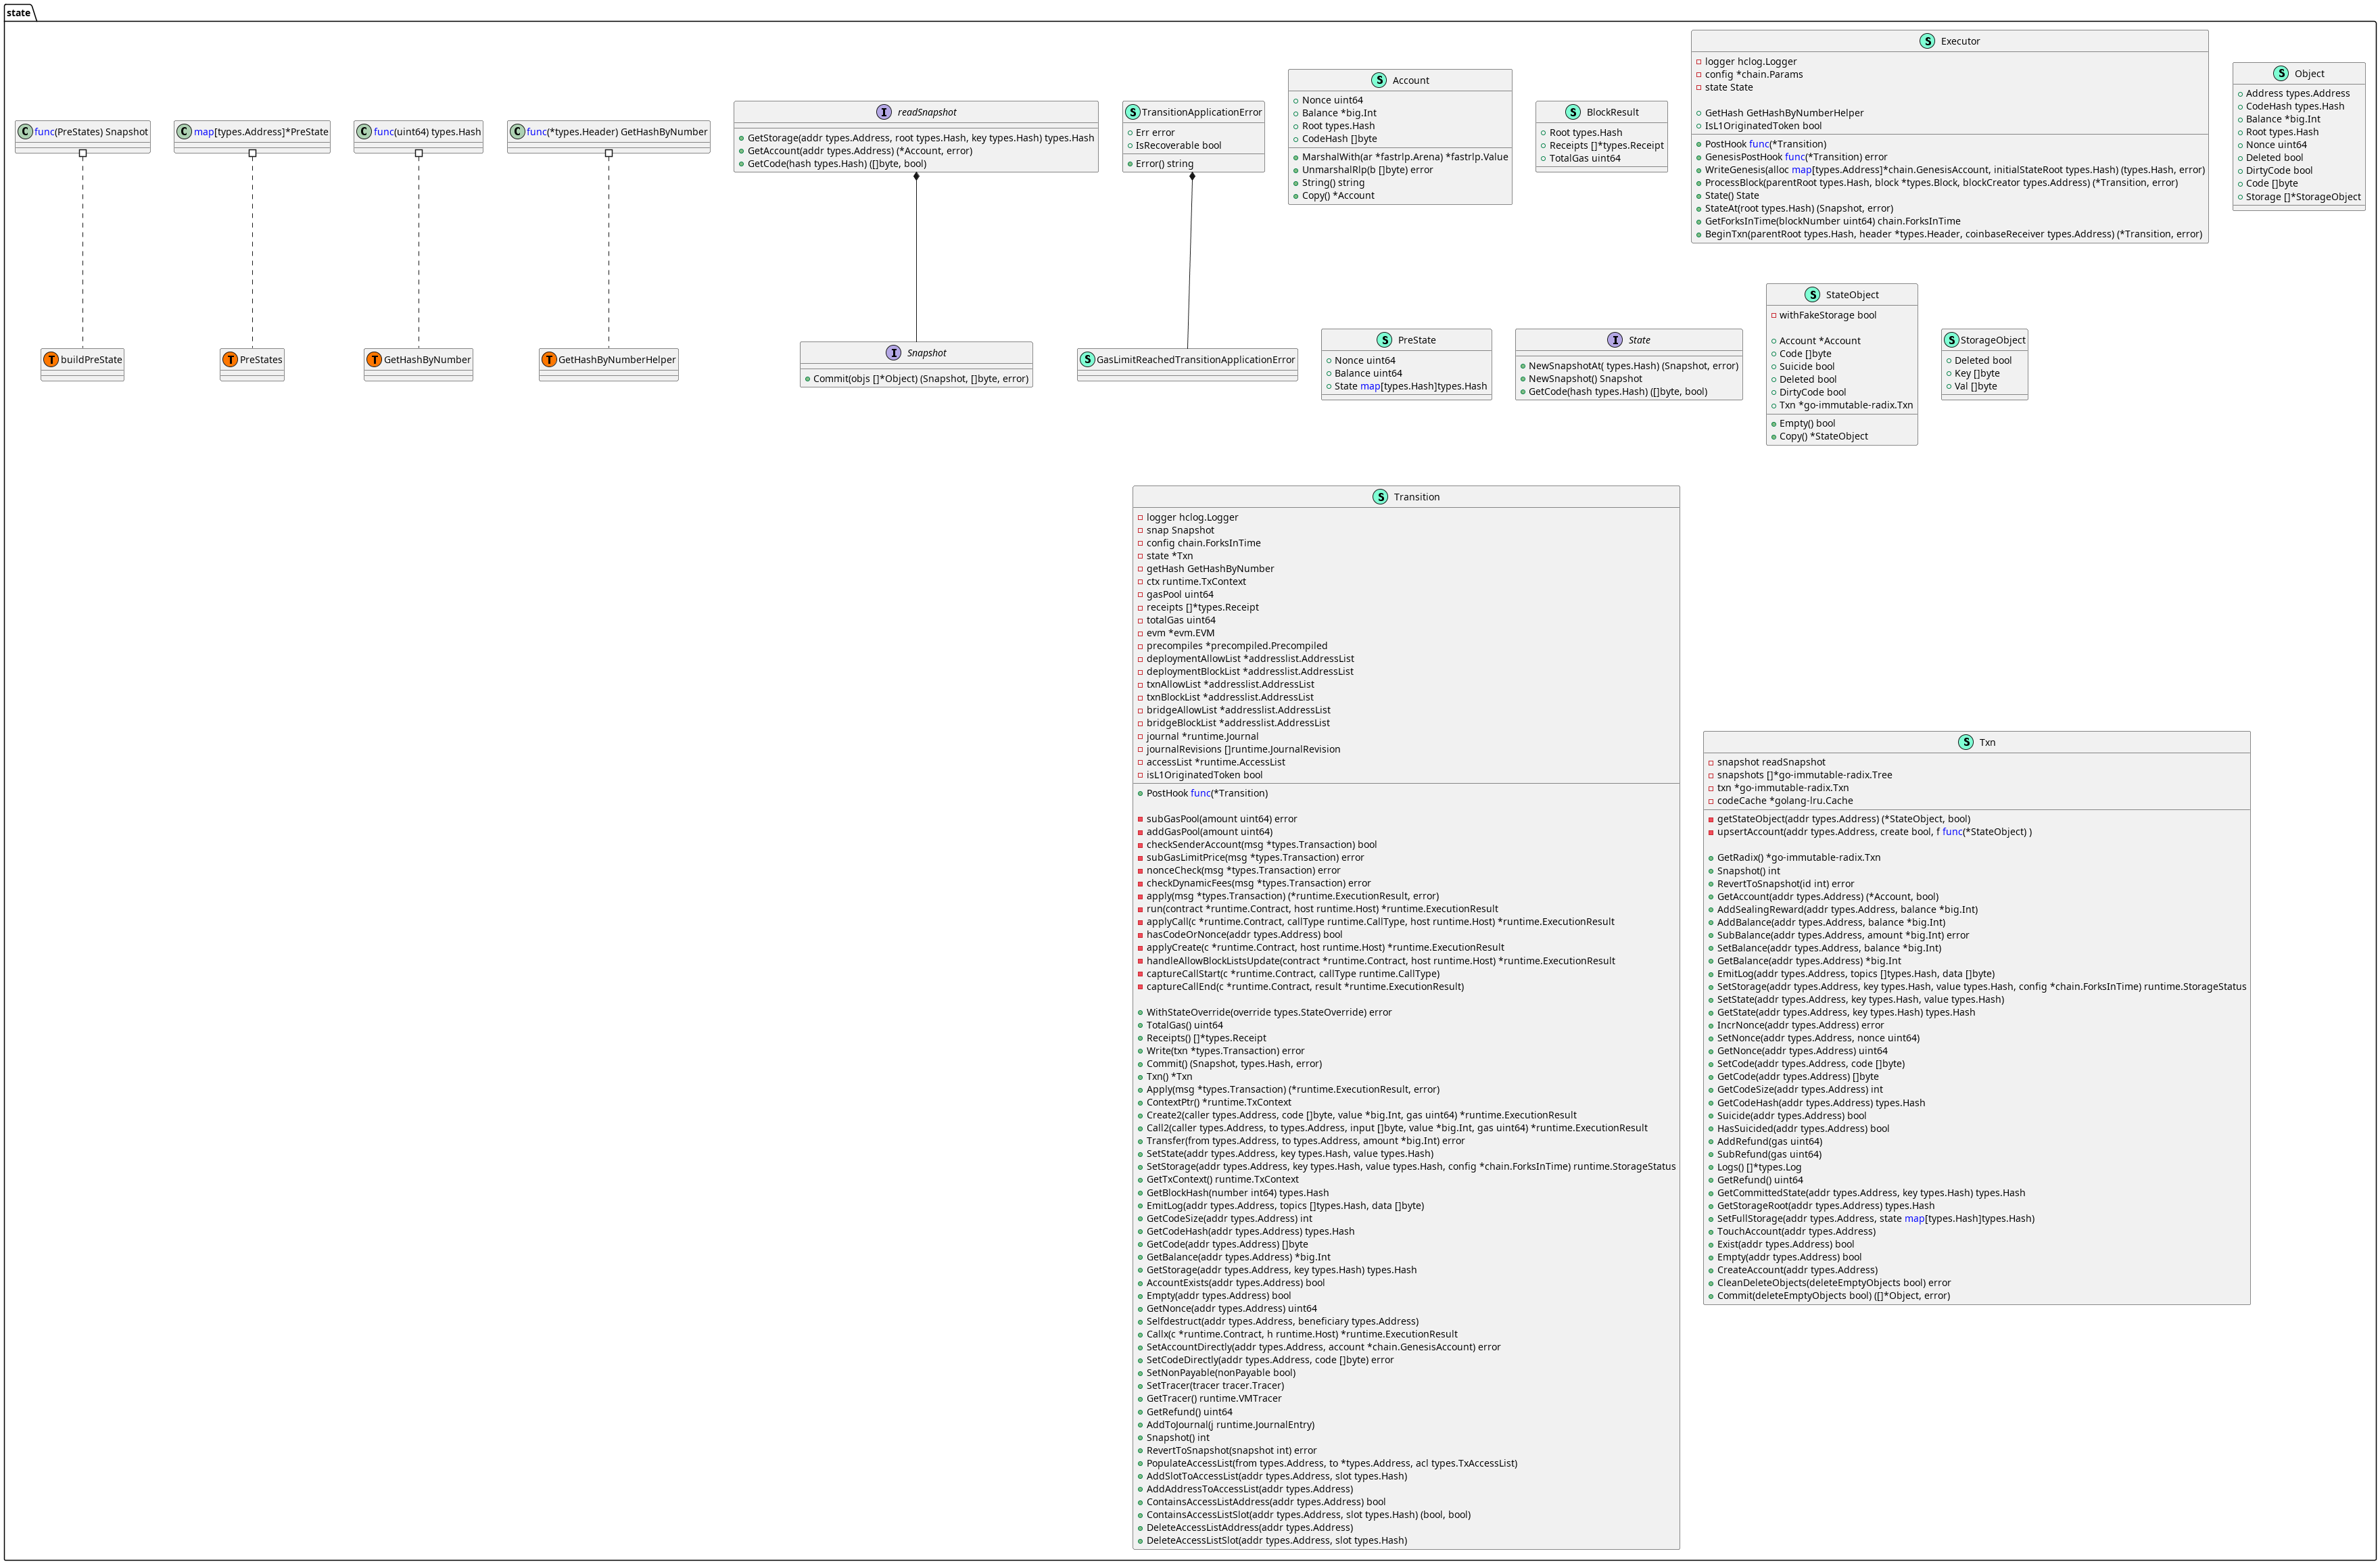 state
C func(PreStates) Snapshot
T buildPreState
C map[types.Address]*PreState
T PreStates
C func(uint64) types.Hash
T GetHashByNumber
C func(*types.Header) GetHashByNumber
T GetHashByNumberHelper
I readSnapshot
GetStorage(addr types.Address, root types.Hash, key types.Hash) types.Hash
GetAccount(addr types.Address) (*Account, error)
GetCode(hash types.Hash) ([]byte, bool)
I Snapshot
Commit(objs []*Object) (Snapshot, []byte, error)
S TransitionApplicationError
Err error
IsRecoverable bool
Error() string
S GasLimitReachedTransitionApplicationError
S Account
Nonce uint64
Balance *big.Int
Root types.Hash
CodeHash []byte
MarshalWith(ar *fastrlp.Arena) *fastrlp.Value
UnmarshalRlp(b []byte) error
String() string
Copy() *Account
S BlockResult
Root types.Hash
Receipts []*types.Receipt
TotalGas uint64
S Executor
logger hclog.Logger
config *chain.Params
state State
GetHash GetHashByNumberHelper
IsL1OriginatedToken bool
PostHook func(*Transition)
GenesisPostHook func(*Transition) error
WriteGenesis(alloc map[types.Address]*chain.GenesisAccount, initialStateRoot types.Hash) (types.Hash, error)
ProcessBlock(parentRoot types.Hash, block *types.Block, blockCreator types.Address) (*Transition, error)
State() State
StateAt(root types.Hash) (Snapshot, error)
GetForksInTime(blockNumber uint64) chain.ForksInTime
BeginTxn(parentRoot types.Hash, header *types.Header, coinbaseReceiver types.Address) (*Transition, error)
S Object
Address types.Address
CodeHash types.Hash
Balance *big.Int
Root types.Hash
Nonce uint64
Deleted bool
DirtyCode bool
Code []byte
Storage []*StorageObject
S PreState
Nonce uint64
Balance uint64
State map[types.Hash]types.Hash
I State
NewSnapshotAt( types.Hash) (Snapshot, error)
NewSnapshot() Snapshot
GetCode(hash types.Hash) ([]byte, bool)
S StateObject
withFakeStorage bool
Account *Account
Code []byte
Suicide bool
Deleted bool
DirtyCode bool
Txn *go-immutable-radix.Txn
Empty() bool
Copy() *StateObject
S StorageObject
Deleted bool
Key []byte
Val []byte
S Transition
logger hclog.Logger
snap Snapshot
config chain.ForksInTime
state *Txn
getHash GetHashByNumber
ctx runtime.TxContext
gasPool uint64
receipts []*types.Receipt
totalGas uint64
evm *evm.EVM
precompiles *precompiled.Precompiled
deploymentAllowList *addresslist.AddressList
deploymentBlockList *addresslist.AddressList
txnAllowList *addresslist.AddressList
txnBlockList *addresslist.AddressList
bridgeAllowList *addresslist.AddressList
bridgeBlockList *addresslist.AddressList
journal *runtime.Journal
journalRevisions []runtime.JournalRevision
accessList *runtime.AccessList
isL1OriginatedToken bool
PostHook func(*Transition)
subGasPool(amount uint64) error
addGasPool(amount uint64)
checkSenderAccount(msg *types.Transaction) bool
subGasLimitPrice(msg *types.Transaction) error
nonceCheck(msg *types.Transaction) error
checkDynamicFees(msg *types.Transaction) error
apply(msg *types.Transaction) (*runtime.ExecutionResult, error)
run(contract *runtime.Contract, host runtime.Host) *runtime.ExecutionResult
applyCall(c *runtime.Contract, callType runtime.CallType, host runtime.Host) *runtime.ExecutionResult
hasCodeOrNonce(addr types.Address) bool
applyCreate(c *runtime.Contract, host runtime.Host) *runtime.ExecutionResult
handleAllowBlockListsUpdate(contract *runtime.Contract, host runtime.Host) *runtime.ExecutionResult
captureCallStart(c *runtime.Contract, callType runtime.CallType)
captureCallEnd(c *runtime.Contract, result *runtime.ExecutionResult)
WithStateOverride(override types.StateOverride) error
TotalGas() uint64
Receipts() []*types.Receipt
Write(txn *types.Transaction) error
Commit() (Snapshot, types.Hash, error)
Txn() *Txn
Apply(msg *types.Transaction) (*runtime.ExecutionResult, error)
ContextPtr() *runtime.TxContext
Create2(caller types.Address, code []byte, value *big.Int, gas uint64) *runtime.ExecutionResult
Call2(caller types.Address, to types.Address, input []byte, value *big.Int, gas uint64) *runtime.ExecutionResult
Transfer(from types.Address, to types.Address, amount *big.Int) error
SetState(addr types.Address, key types.Hash, value types.Hash)
SetStorage(addr types.Address, key types.Hash, value types.Hash, config *chain.ForksInTime) runtime.StorageStatus
GetTxContext() runtime.TxContext
GetBlockHash(number int64) types.Hash
EmitLog(addr types.Address, topics []types.Hash, data []byte)
GetCodeSize(addr types.Address) int
GetCodeHash(addr types.Address) types.Hash
GetCode(addr types.Address) []byte
GetBalance(addr types.Address) *big.Int
GetStorage(addr types.Address, key types.Hash) types.Hash
AccountExists(addr types.Address) bool
Empty(addr types.Address) bool
GetNonce(addr types.Address) uint64
Selfdestruct(addr types.Address, beneficiary types.Address)
Callx(c *runtime.Contract, h runtime.Host) *runtime.ExecutionResult
SetAccountDirectly(addr types.Address, account *chain.GenesisAccount) error
SetCodeDirectly(addr types.Address, code []byte) error
SetNonPayable(nonPayable bool)
SetTracer(tracer tracer.Tracer)
GetTracer() runtime.VMTracer
GetRefund() uint64
AddToJournal(j runtime.JournalEntry)
Snapshot() int
RevertToSnapshot(snapshot int) error
PopulateAccessList(from types.Address, to *types.Address, acl types.TxAccessList)
AddSlotToAccessList(addr types.Address, slot types.Hash)
AddAddressToAccessList(addr types.Address)
ContainsAccessListAddress(addr types.Address) bool
ContainsAccessListSlot(addr types.Address, slot types.Hash) (bool, bool)
DeleteAccessListAddress(addr types.Address)
DeleteAccessListSlot(addr types.Address, slot types.Hash)
S Txn
snapshot readSnapshot
snapshots []*go-immutable-radix.Tree
txn *go-immutable-radix.Txn
codeCache *golang-lru.Cache
getStateObject(addr types.Address) (*StateObject, bool)
upsertAccount(addr types.Address, create bool, f func(*StateObject) )
GetRadix() *go-immutable-radix.Txn
Snapshot() int
RevertToSnapshot(id int) error
GetAccount(addr types.Address) (*Account, bool)
AddSealingReward(addr types.Address, balance *big.Int)
AddBalance(addr types.Address, balance *big.Int)
SubBalance(addr types.Address, amount *big.Int) error
SetBalance(addr types.Address, balance *big.Int)
GetBalance(addr types.Address) *big.Int
EmitLog(addr types.Address, topics []types.Hash, data []byte)
SetStorage(addr types.Address, key types.Hash, value types.Hash, config *chain.ForksInTime) runtime.StorageStatus
SetState(addr types.Address, key types.Hash, value types.Hash)
GetState(addr types.Address, key types.Hash) types.Hash
IncrNonce(addr types.Address) error
SetNonce(addr types.Address, nonce uint64)
GetNonce(addr types.Address) uint64
SetCode(addr types.Address, code []byte)
GetCode(addr types.Address) []byte
GetCodeSize(addr types.Address) int
GetCodeHash(addr types.Address) types.Hash
Suicide(addr types.Address) bool
HasSuicided(addr types.Address) bool
AddRefund(gas uint64)
SubRefund(gas uint64)
Logs() []*types.Log
GetRefund() uint64
GetCommittedState(addr types.Address, key types.Hash) types.Hash
GetStorageRoot(addr types.Address) types.Hash
SetFullStorage(addr types.Address, state map[types.Hash]types.Hash)
TouchAccount(addr types.Address)
Exist(addr types.Address) bool
Empty(addr types.Address) bool
CreateAccount(addr types.Address)
CleanDeleteObjects(deleteEmptyObjects bool) error
Commit(deleteEmptyObjects bool) ([]*Object, error)